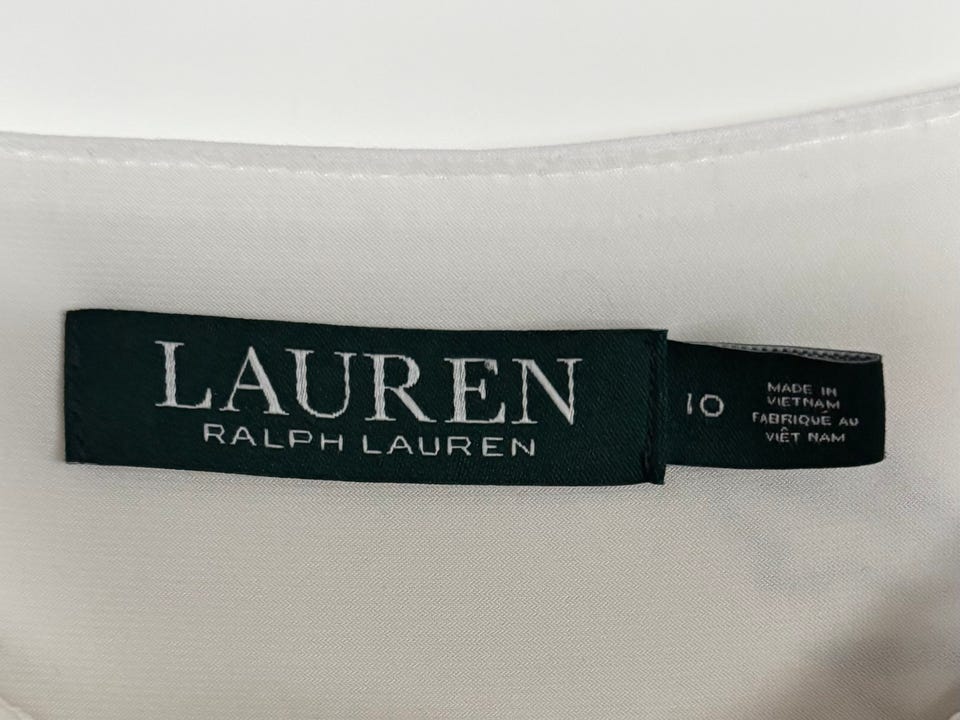 LAUREN
RALPH LAUREN
10
MADE IN
VIETNAM
FABRIQUÉ AU
VIÊT NAM